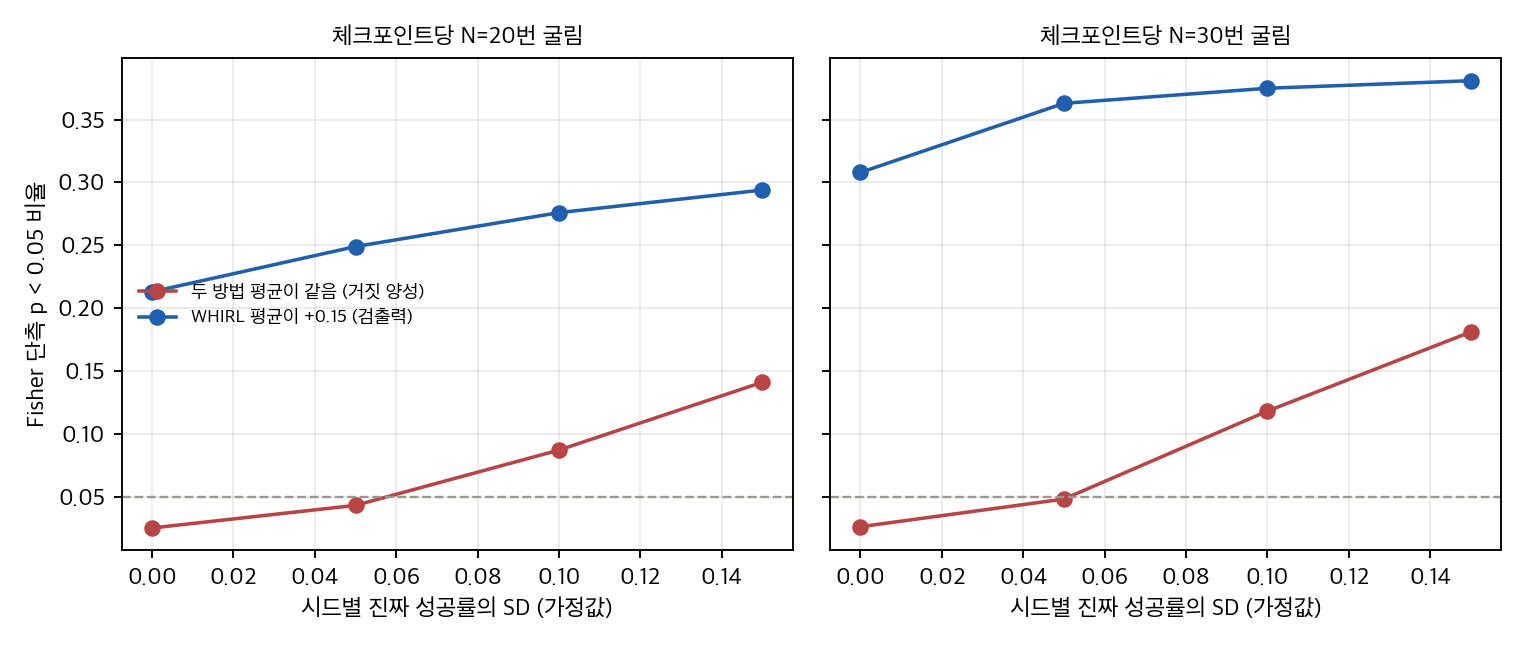 체크포인트당 N=20번 굴림
체크포인트당 N=30번 굴림
Fisher 단측 p < 0.05 비율
0.35
0.30
0.25
0.20
0.15
0.10
0.05
두 방법 평균이 같음 (거짓 양성)
WHIRL 평균이 +0.15 (검출력)
0.00 0.02 0.04 0.06 0.08 0.10 0.12 0.14
0.00 0.02 0.04 0.06 0.08 0.10 0.12 0.14
시드별 진짜 성공률의 SD (가정값)
시드별 진짜 성공률의 SD (가정값)